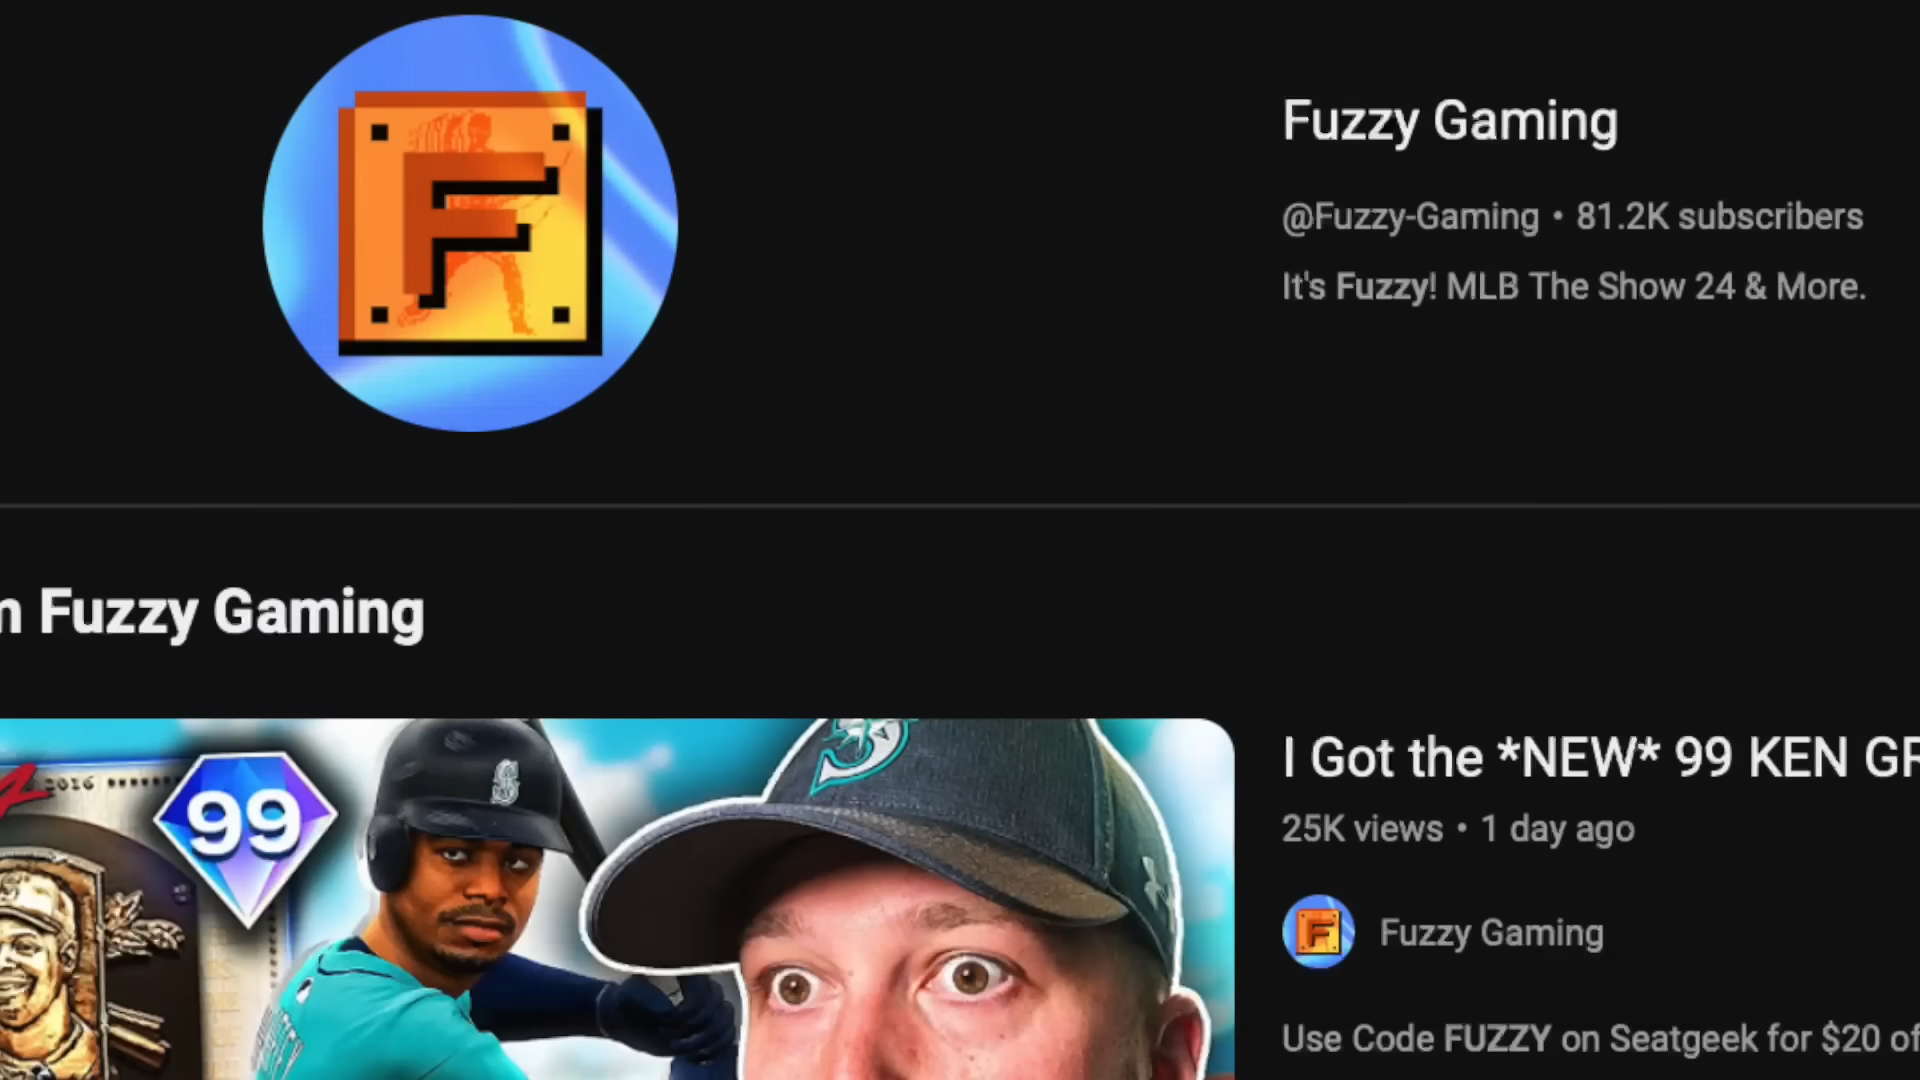 F
Fuzzy Gaming
@Fuzzy-Gaming • 81.2K subscribers
It's Fuzzy! MLB The Show 24 & More.
Fuzzy Gaming
2016
99
S
S
I Got the *NEW* 99 KEN GR
25K views • 1 day ago
F
Fuzzy Gaming
Use Code FUZZY on Seatgeek for $20 of